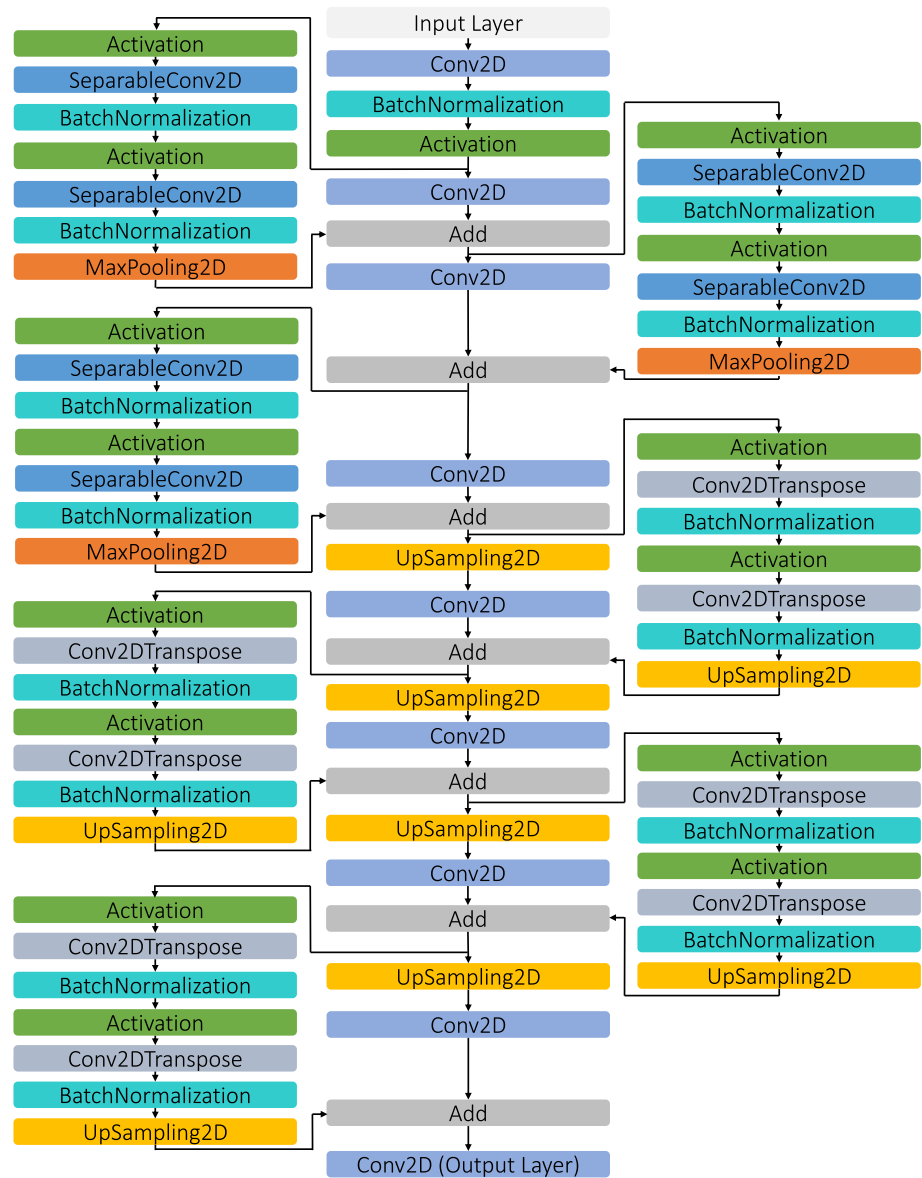 Input Layer
Conv2D
BatchNormalization
Activation
Activation
SeparableConv2D
BatchNormalization
Activation
SeparableConv2D
BatchNormalization
MaxPooling2D
Conv2D
Add
Activation
SeparableConv2D
BatchNormalization
Activation
SeparableConv2D
BatchNormalization
MaxPooling2D
Conv2D
Add
Activation
SeparableConv2D
BatchNormalization
Activation
SeparableConv2D
BatchNormalization
MaxPooling2D
Conv2D
Add
Activation
Conv2DTranspose
BatchNormalization
Activation
Conv2DTranspose
BatchNormalization
UpSampling2D
UpSampling2D
Conv2D
Add
Activation
Conv2DTranspose
BatchNormalization
Activation
Conv2DTranspose
BatchNormalization
UpSampling2D
UpSampling2D
Conv2D
Add
Activation
Conv2DTranspose
BatchNormalization
Activation
Conv2DTranspose
BatchNormalization
UpSampling2D
UpSampling2D
Conv2D
Add
Activation
Conv2DTranspose
BatchNormalization
Activation
Conv2DTranspose
BatchNormalization
UpSampling2D
UpSampling2D
Conv2D
Add
Conv2D (Output Layer)